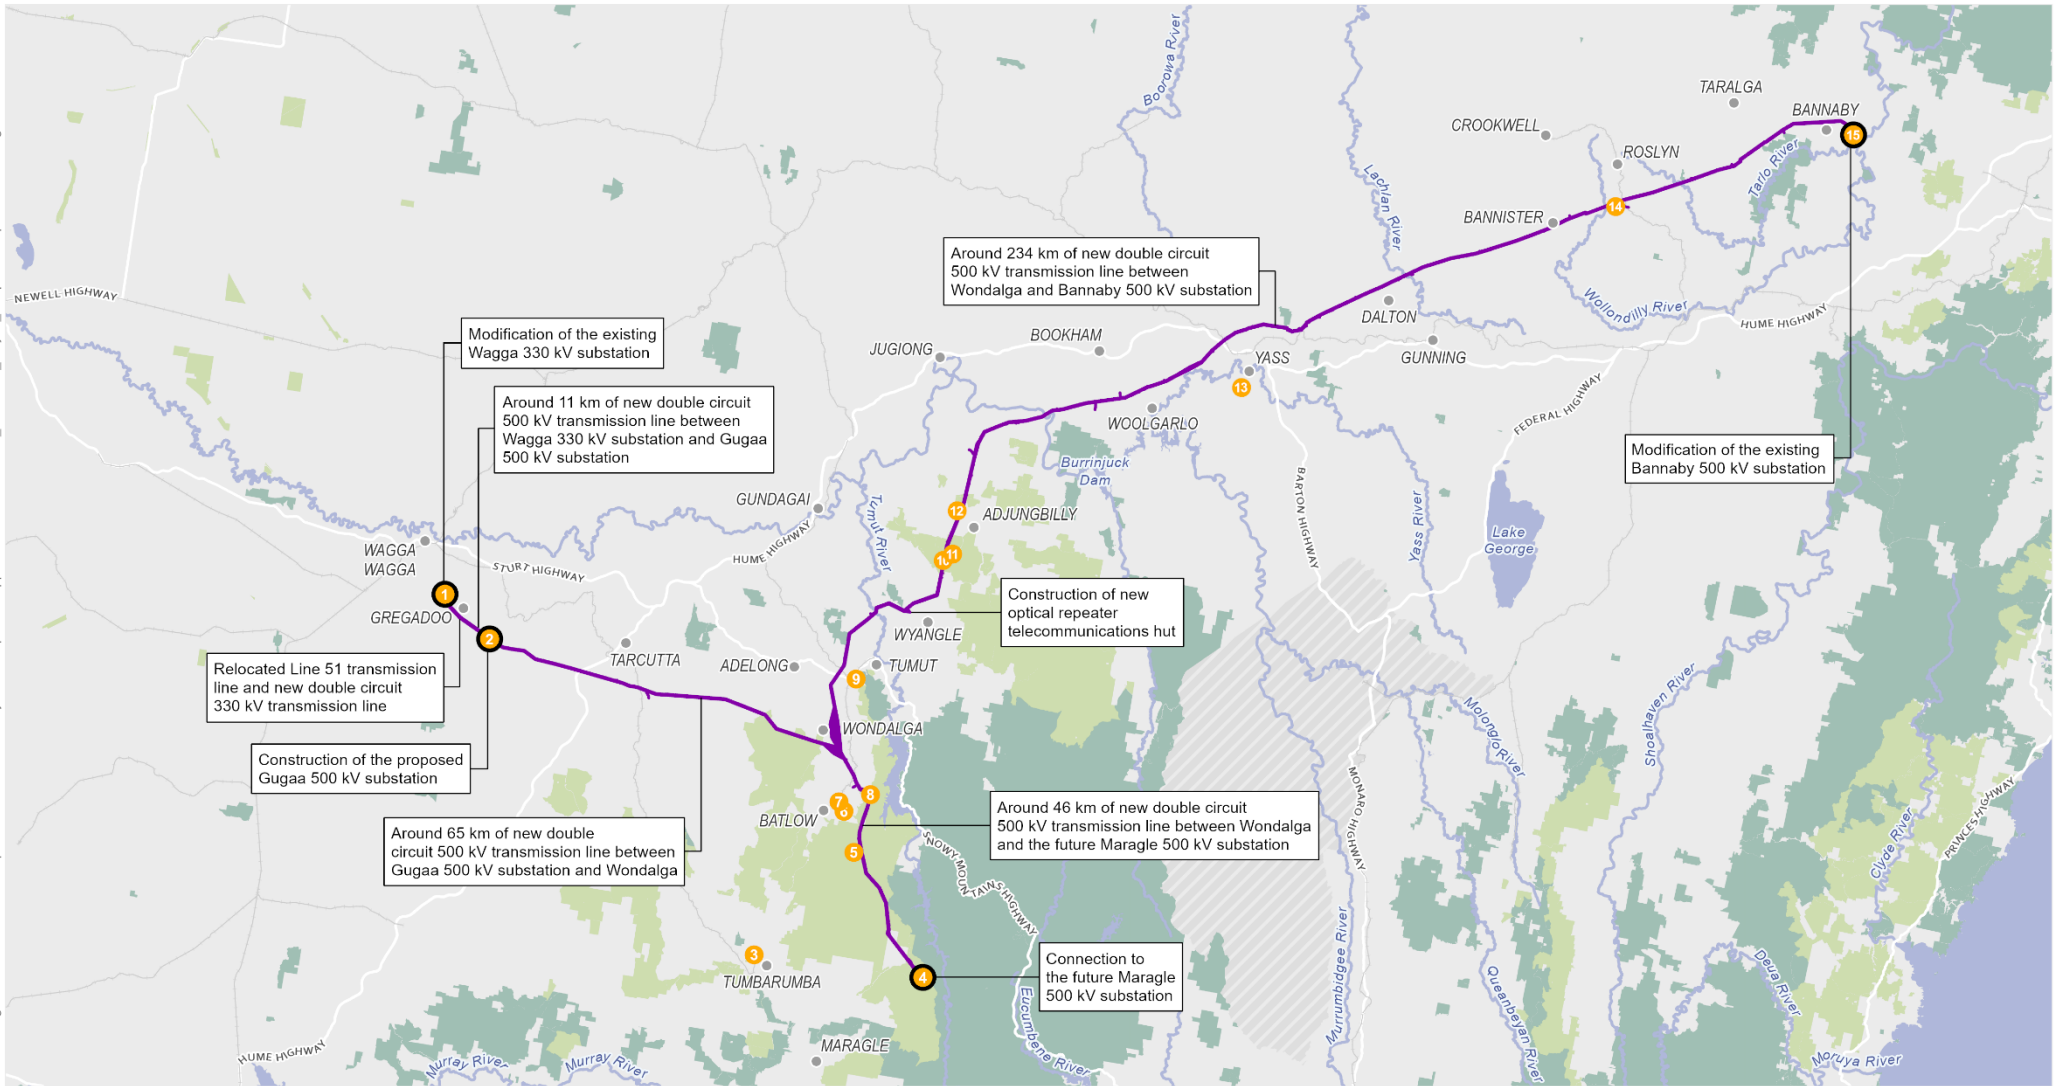 Boorowa River
TARALGA
BANNABY
CROOKWELL
15
ROSLYN
Tarlo River
Lachlan River
14
BANNISTER
Around 234 km of new double circuit
500 kV transmission line between
Wondalga and Bannaby 500 kV substation
NEWELL HIGHWAY
Wollondilly River
DALTON
HUME HIGHWAY
Modification of the existing
Wagga 330 kV substation
BOOKHAM
JUGIONG
YASS
GUNNING
13
Around 11 km of new double circuit
500 kV transmission line between
Wagga 330 kV substation and Gugaa
500 kV substation
FEDERAL HIGHWAY
WOOLGARLO
Modification of the existing
Bannaby 500 kV substation
Burrinjuck
Dam
BARTON HIGHWAY
GUNDAGAI
Tumut River
12
ADJUNGBILLY
Yass River
Lake
George
WAGGA
WAGGA
HUME HIGHWAY
STURT HIGHWAY
10
11
1
GREGADOO
Construction of new
optical repeater
telecommunications hut
2
WYANGLE
TARCUTTA
ADELONG
TUMUT
9
Relocated Line 51 transmission
line and new double circuit
330 kV transmission line
Molonglo River
Shoalhaven River
WONDALGA
Construction of the proposed
Gugaa 500 kV substation
MONARO HIGHWAY
8
7
6
BATLOW
Around 46 km of new double circuit
500 kV transmission line between Wondalga
and the future Maragle 500 kV substation
PRINCES HIGHWAY
Around 65 km of new double
circuit 500 kV transmission line between
Gugaa 500 kV substation and Wondalga
5
SNOWY MOUNTAINS HIGHWAY
Clyde River
3
TUMBARUMBA
4
Connection to
the future Maragle
500 kV substation
Murrumbidgee River
Queanbeyan River
Deua River
Eucumbene River
MARAGLE
HUME HIGHWAY
Murray River
Murray River
Moruya River